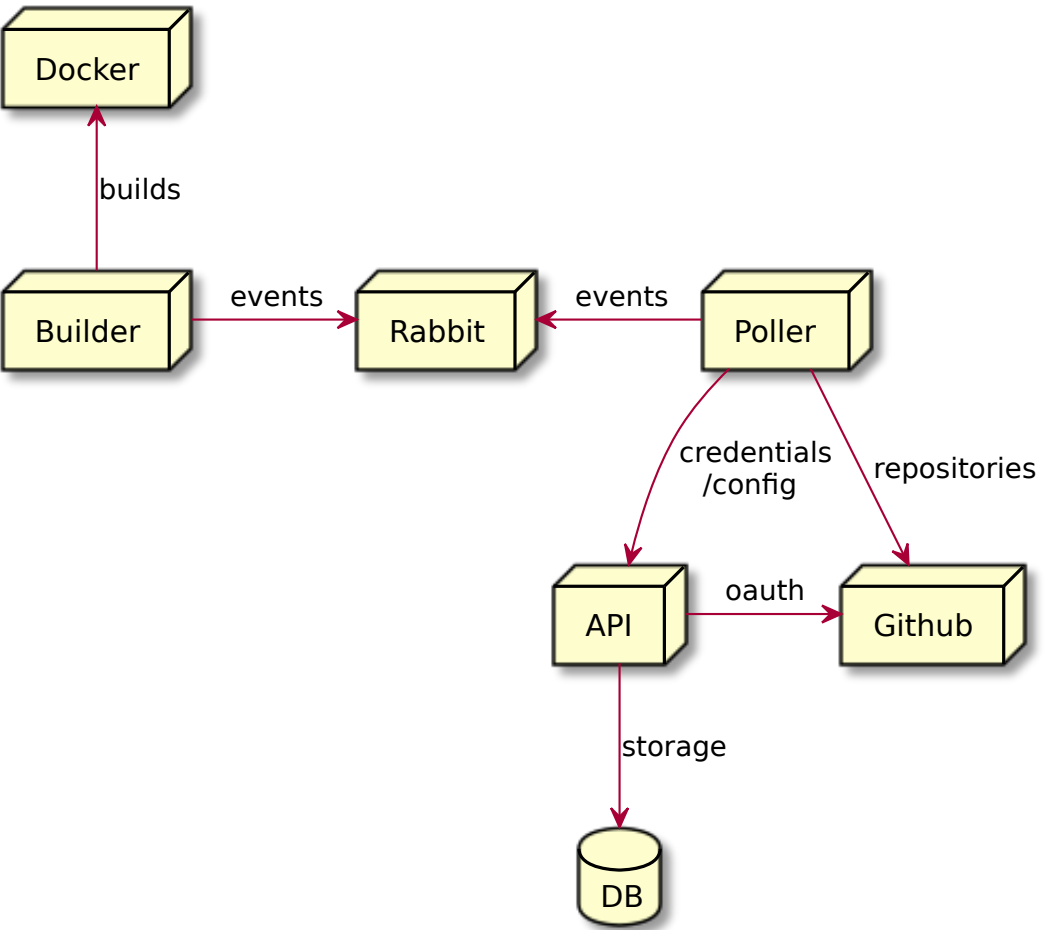 Docker
builds
events
events
Builder
Rabbit
Poller
credentials
/config
repositories
oauth
API
Github
storage
DB